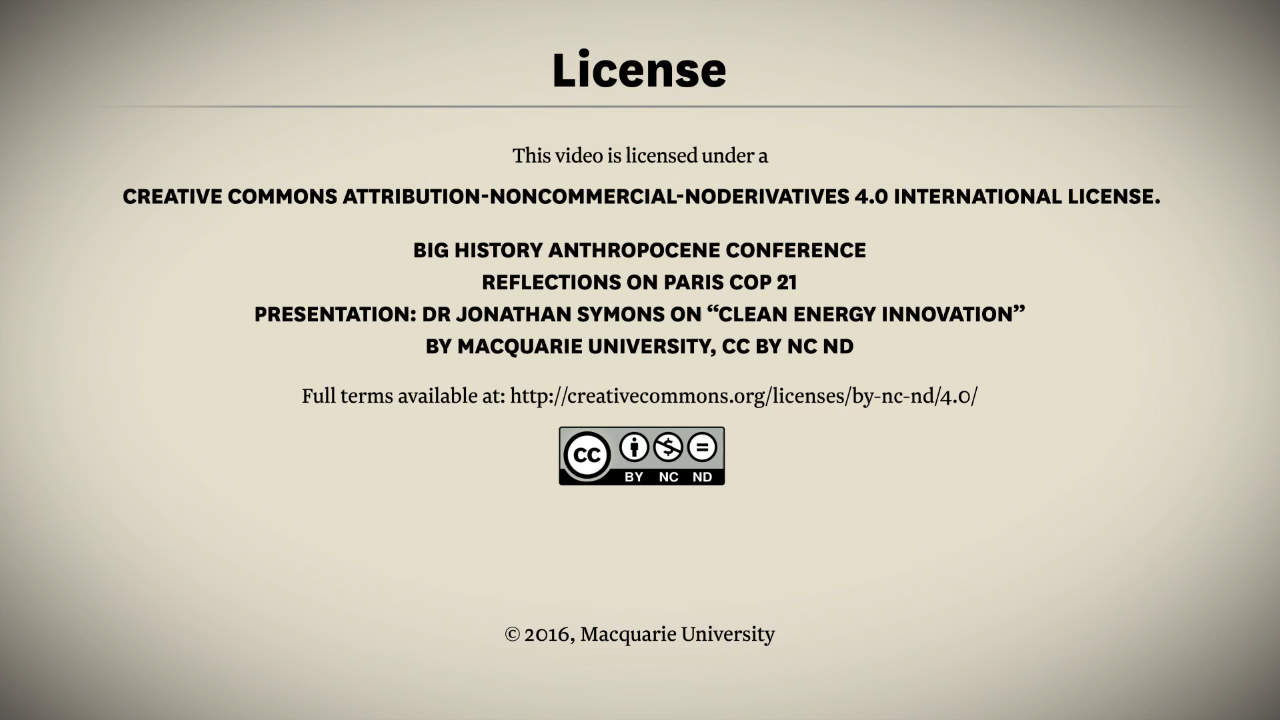 License
This video is licensed under a
CREATIVE COMMONS ATTRIBUTION-NONCOMMERCIAL-NODERIVATIVES 4.0 INTERNATIONAL LICENSE.
BIG HISTORY ANTHROPOCENE CONFERENCE
REFLECTIONS ON PARIS COP 21
PRESENTATION: DR JONATHAN SYMONS ON “CLEAN ENERGY INNOVATION”
BY MACQUARIE UNIVERSITY, CC BY NC ND
Full terms available at: http://creativecommons.org/licenses/by-nc-nd/4.0/
CC
BY NC ND
© 2016, Macquarie University